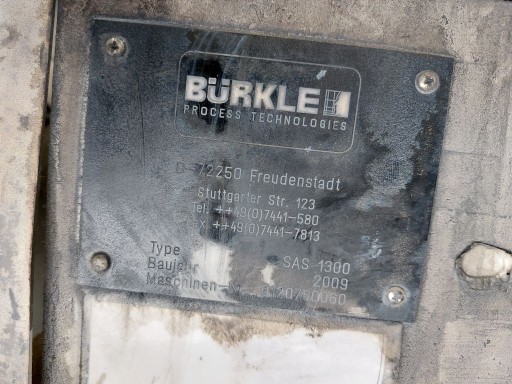 BÜRKLE
PROCESS TECHNOLOGIES
D-72250 Freudenstadt
Stuttgarter Str. 123
Tel. ++49(0)7441-580
++49(0)7441-7813
Type SAS 1300
Baujahr 2009